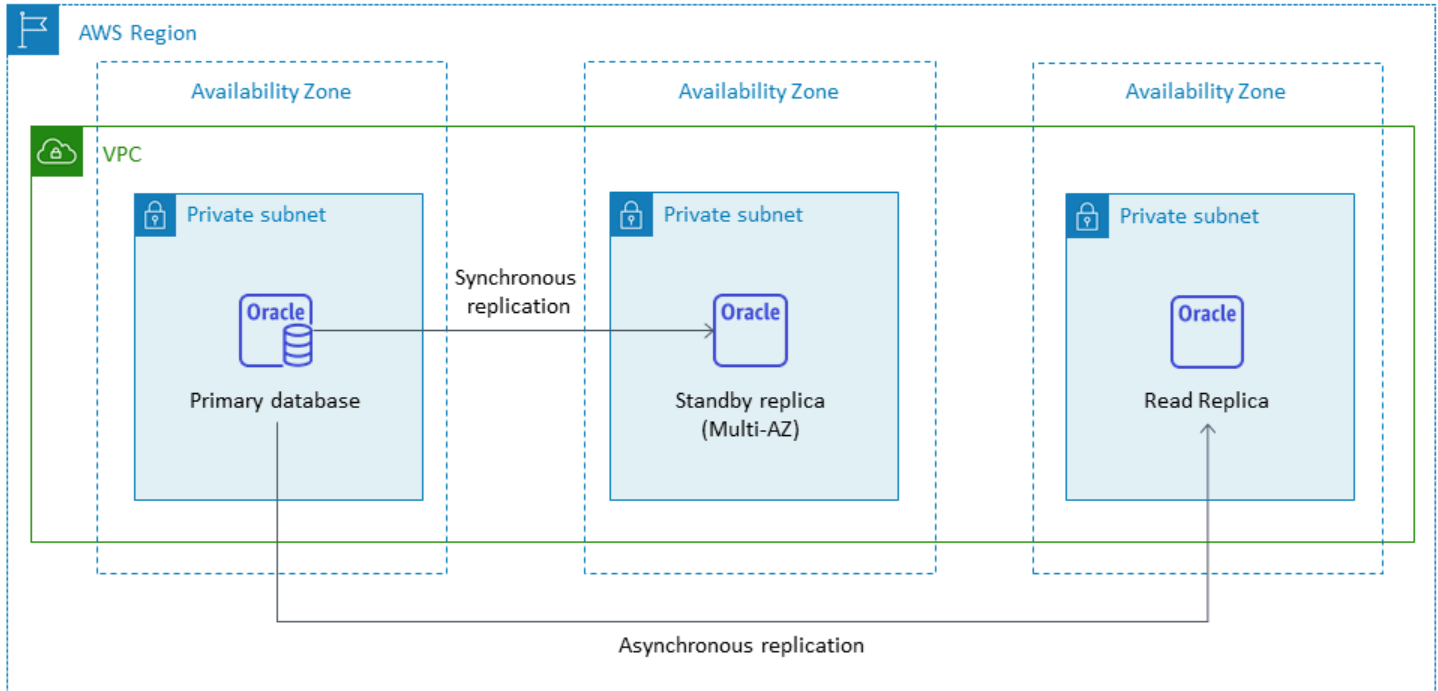 AWS Region
Availability Zone
Availability Zone
Availability Zone
VPC
Private subnet
Private subnet
Private subnet
Synchronous
replication
Oracle
Oracle
Oracle
Primary database
Standby replica
(Multi-AZ)
Read Replica
Asynchronous replication